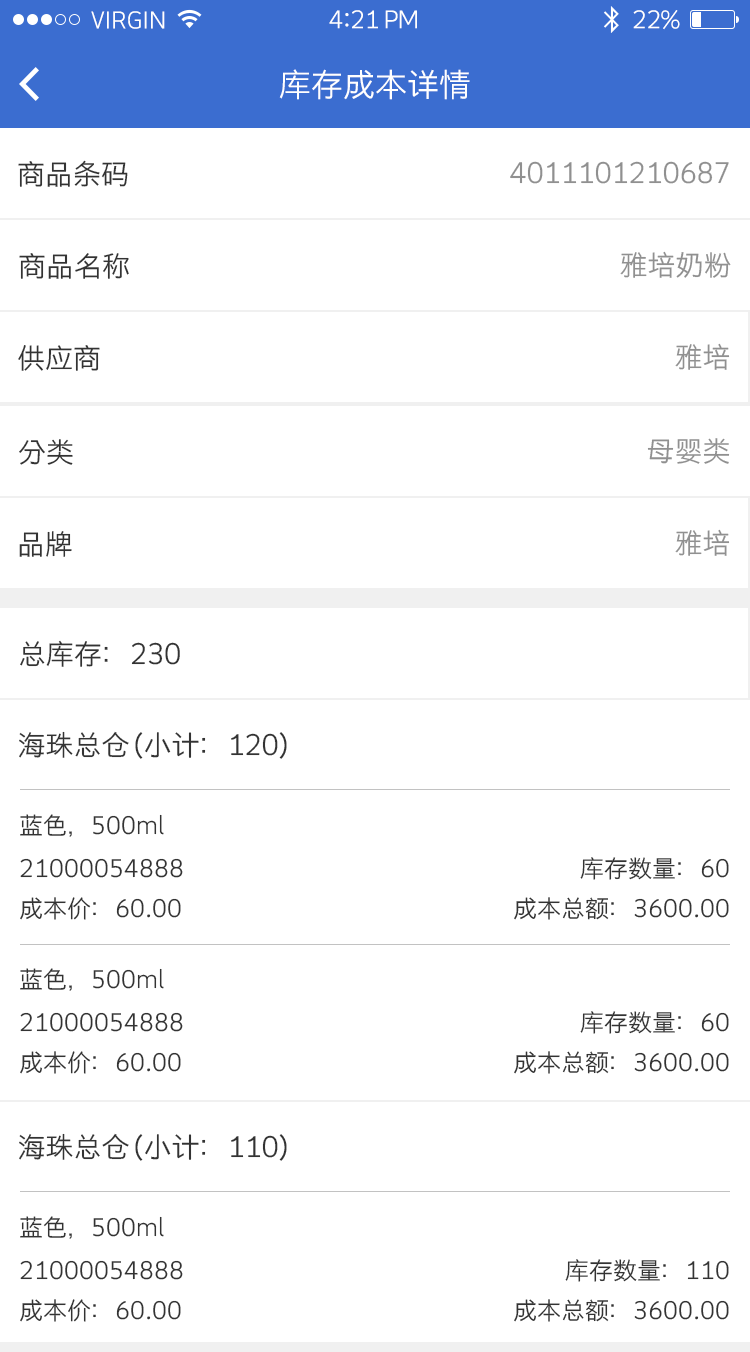 VIRGIN 4:21 PM 22%
库存成本详情
商品条码 4011101210687
商品名称 雅培奶粉
供应商 雅培
分类 母婴类
品牌 雅培
总库存: 230
海珠总仓(小计: 120)
蓝色, 500ml
21000054888 库存数量: 60
成本价: 60.00 成本总额: 3600.00
蓝色, 500ml
21000054888 库存数量: 60
成本价: 60.00 成本总额: 3600.00
海珠总仓(小计: 110)
蓝色, 500ml
21000054888 库存数量: 110
成本价: 60.00 成本总额: 3600.00